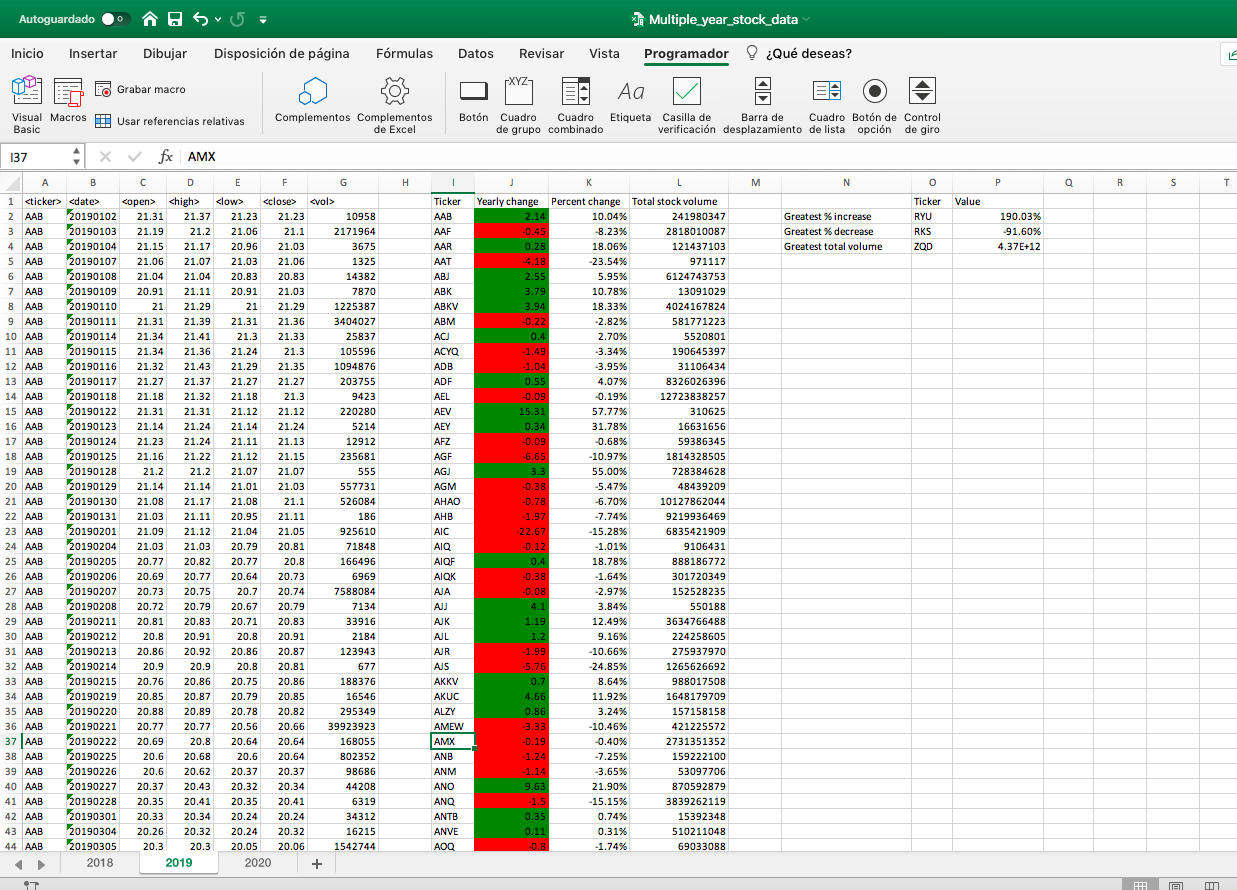 Autoguardado Multiple_year_stock_data
Inicio Insertar Dibujar Disposición de página Fórmulas Datos Revisar Vista Programador ¿Qué deseas?
Visual Basic Macros Grabar macro Usar referencias relativas Complementos Complementos de Excel Botón Cuadro de grupo Cuadro combinado Etiqueta Casilla de verificación Barra de desplazamiento Cuadro de lista Botón de opción Control de giro
I37 fx AMX
A B C D E F G H I J K L M N O P Q R S T
1 <ticker> <date> <open> <high> <low> <close> <vol> Ticker Yearly change Percent change Total stock volume Ticker Value
2 AAB 20190102 21.31 21.37 21.23 21.23 10958 AAB 2.14 10.04% 241980347 Greatest % increase RYU 190.03%
3 AAB 20190103 21.19 21.2 21.06 21.1 2171964 AAF -0.45 -8.23% 2818010087 Greatest % decrease RKS -91.60%
4 AAB 20190104 21.15 21.17 20.96 21.03 3675 AAR 0.28 18.06% 121437103 Greatest total volume ZQD 4.37E+12
5 AAB 20190107 21.06 21.07 21.03 21.06 1325 AAT -4.18 -23.54% 971117
6 AAB 20190108 21.04 21.04 20.83 20.83 14382 ABJ 2.55 5.95% 6124743753
7 AAB 20190109 20.91 21.11 20.91 21.03 7870 ABK 3.79 10.78% 13091029
8 AAB 20190110 21 21.29 21 21.29 1225387 ABKV 3.94 18.33% 4024167824
9 AAB 20190111 21.31 21.39 21.31 21.36 3404027 ABM -0.22 -2.82% 581771223
10 AAB 20190114 21.34 21.41 21.3 21.33 25837 ACJ 0.4 2.70% 5520801
11 AAB 20190115 21.34 21.36 21.24 21.3 105596 ACYQ -1.49 -3.34% 190645397
12 AAB 20190116 21.32 21.43 21.29 21.35 1094876 ADB -1.04 -3.95% 31106434
13 AAB 20190117 21.27 21.37 21.27 21.27 203755 ADF 0.55 4.07% 8326026396
14 AAB 20190118 21.18 21.32 21.18 21.3 9423 AEL -0.09 -0.19% 12723838257
15 AAB 20190122 21.31 21.31 21.12 21.12 220280 AEV 15.31 57.77% 310625
16 AAB 20190123 21.14 21.24 21.14 21.24 5214 AEY 0.34 31.78% 16631656
17 AAB 20190124 21.23 21.24 21.11 21.13 12912 AFZ -0.09 -0.68% 59386345
18 AAB 20190125 21.16 21.22 21.12 21.15 235681 AGF -6.65 -10.97% 1814328505
19 AAB 20190128 21.2 21.2 21.07 21.07 555 AGJ 3.3 55.00% 728384628
20 AAB 20190129 21.14 21.14 21.01 21.03 557731 AGM -0.38 -5.47% 48439209
21 AAB 20190130 21.08 21.17 21.08 21.1 526084 AHAO -0.78 -6.70% 10127862044
22 AAB 20190131 21.03 21.11 20.95 21.11 186 AHB -1.97 -7.74% 9219936469
23 AAB 20190201 21.09 21.12 21.04 21.05 925610 AIC -22.67 -15.28% 6835421909
24 AAB 20190204 21.03 21.03 20.79 20.81 71848 AIQ -0.12 -1.01% 9106431
25 AAB 20190205 20.77 20.82 20.77 20.8 166496 AIQF 0.4 18.78% 888186772
26 AAB 20190206 20.69 20.77 20.64 20.73 6969 AIQK -0.38 -1.64% 301720349
27 AAB 20190207 20.73 20.75 20.7 20.74 7588084 AJA -0.08 -2.97% 152528235
28 AAB 20190208 20.72 20.79 20.67 20.79 7134 AJJ 4.1 3.84% 550188
29 AAB 20190211 20.81 20.83 20.71 20.83 33916 AJK 1.19 12.49% 3634766488
30 AAB 20190212 20.8 20.91 20.8 20.91 2184 AJL 1.2 9.16% 224258605
31 AAB 20190213 20.86 20.92 20.86 20.87 123943 AJR -1.99 -10.66% 275937970
32 AAB 20190214 20.9 20.9 20.8 20.81 677 AJS -5.76 -24.85% 1265626692
33 AAB 20190215 20.76 20.86 20.75 20.86 188376 AKKV 0.7 8.64% 988017508
34 AAB 20190219 20.85 20.87 20.79 20.85 16546 AKUC 4.66 11.92% 1648179709
35 AAB 20190220 20.88 20.89 20.78 20.82 295349 ALZY 0.86 3.24% 157158158
36 AAB 20190221 20.77 20.77 20.56 20.66 39923923 AMEW -3.33 -10.46% 421225572
37 AAB 20190222 20.69 20.8 20.64 20.64 168055 AMX -0.19 -0.40% 2731351352
38 AAB 20190225 20.6 20.68 20.6 20.64 802352 ANB -1.24 -7.25% 159222100
39 AAB 20190226 20.6 20.62 20.37 20.37 98686 ANM -1.14 -3.65% 53097706
40 AAB 20190227 20.37 20.43 20.32 20.34 44208 ANO 9.63 21.90% 870592879
41 AAB 20190228 20.35 20.41 20.35 20.41 6319 ANQ -1.5 -15.15% 3839262119
42 AAB 20190301 20.33 20.34 20.24 20.24 34312 ANTB 0.35 0.74% 15392348
43 AAB 20190304 20.26 20.32 20.24 20.32 16215 ANVE 0.11 0.31% 510211048
44 AAB 20190305 20.3 20.3 20.05 20.06 1542744 AOQ -0.8 -1.74% 69033088
2018 2019 2020 +